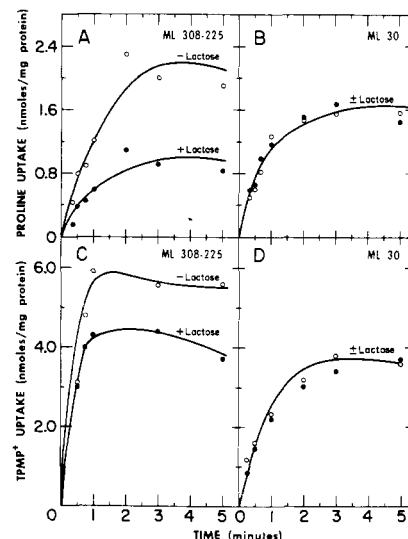 A
ML 308-225
- Lactose
+ Lactose
PROLINE UPTAKE (nmoles/mg protein)
2.4
1.6
0.8
0
B
ML 30
± Lactose
C
ML 308-225
- Lactose
+ Lactose
TPMP+ UPTAKE (nmoles/mg protein)
6.0
4.0
2.0
0
0 1 2 3 4 5
D
ML 30
± Lactose
0 1 2 3 4 5
TIME (minutes)